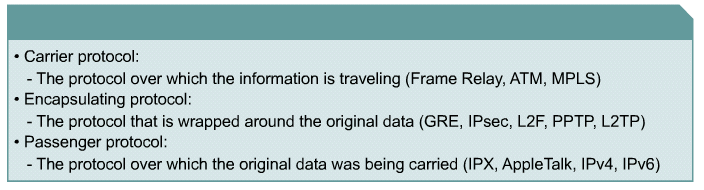 • Carrier protocol:
- The protocol over which the information is traveling (Frame Relay, ATM, MPLS)
• Encapsulating protocol:
- The protocol that is wrapped around the original data (GRE, IPsec, L2F, PPTP, L2TP)
• Passenger protocol:
- The protocol over which the original data was being carried (IPX, AppleTalk, IPv4, IPv6)